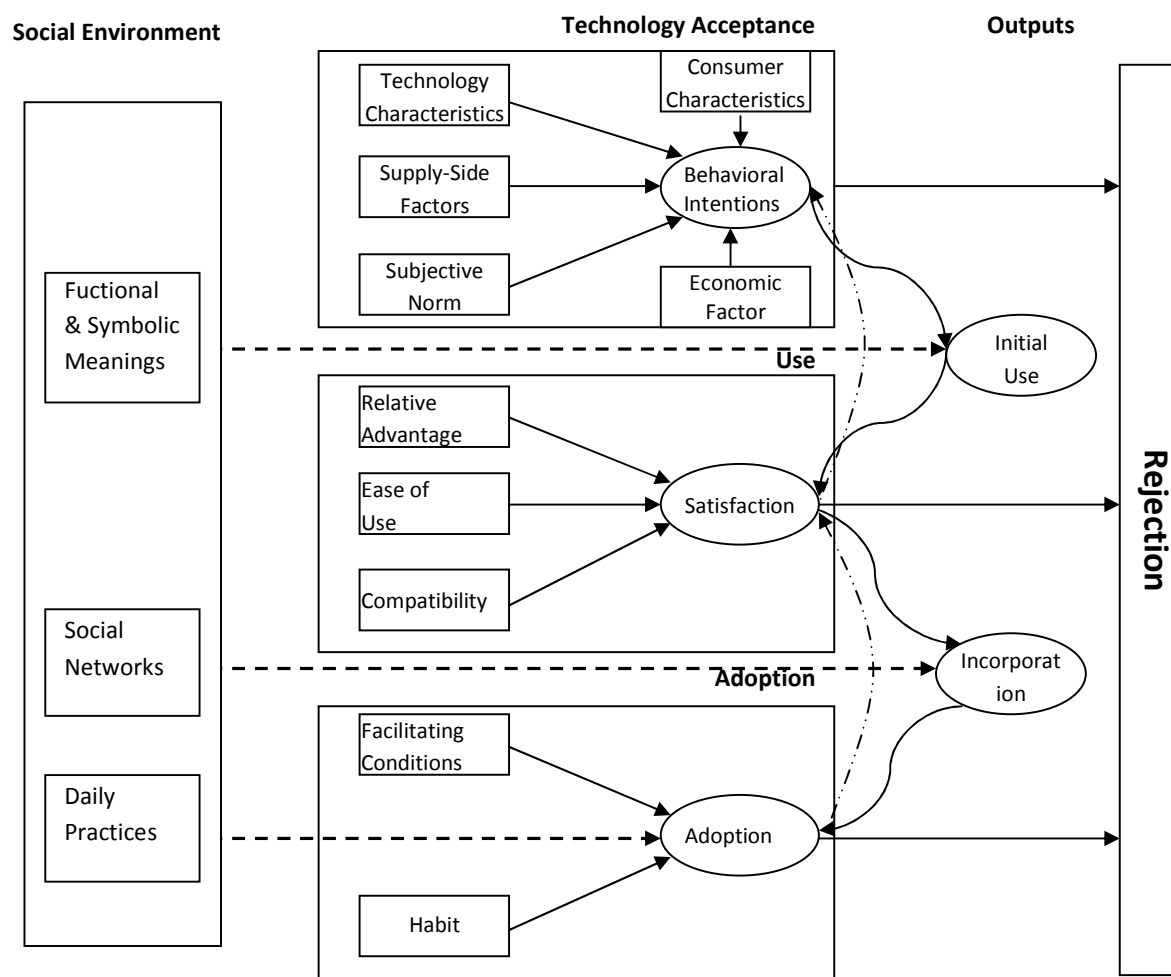 Social Environment
Technology Acceptance
Outputs
Technology
Characteristics
Consumer
Characteristics
Supply-Side
Factors
Behavioral
Intentions
Subjective
Norm
Economic
Factor
Fuctional
& Symbolic
Meanings
Initial
Use
Use
Relative
Advantage
Ease of
Use
Satisfaction
Compatibility
Rejection
Social
Networks
Incorporat
ion
Adoption
Facilitating
Conditions
Daily
Practices
Adoption
Habit